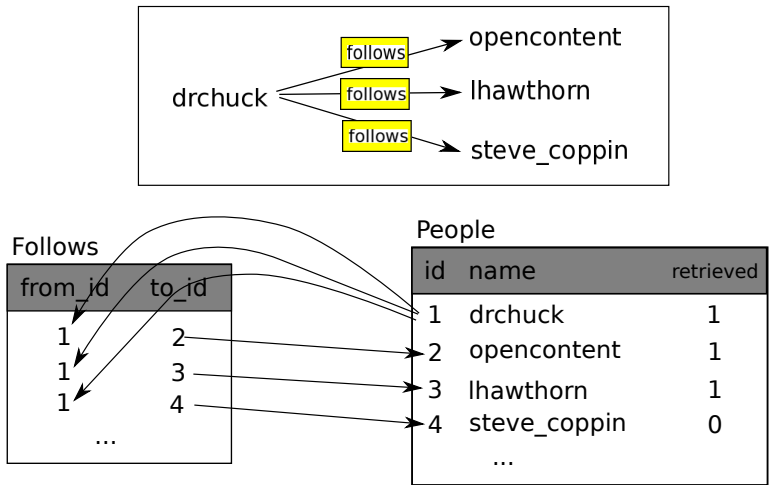 opencontent
follows
drchuck
follows
lhawthorn
follows
steve_coppin
Follows
from_id to_id
1 2
1 3
1 4
...
People
id name retrieved
1 drchuck 1
2 opencontent 1
3 lhawthorn 1
4 steve_coppin 0
...